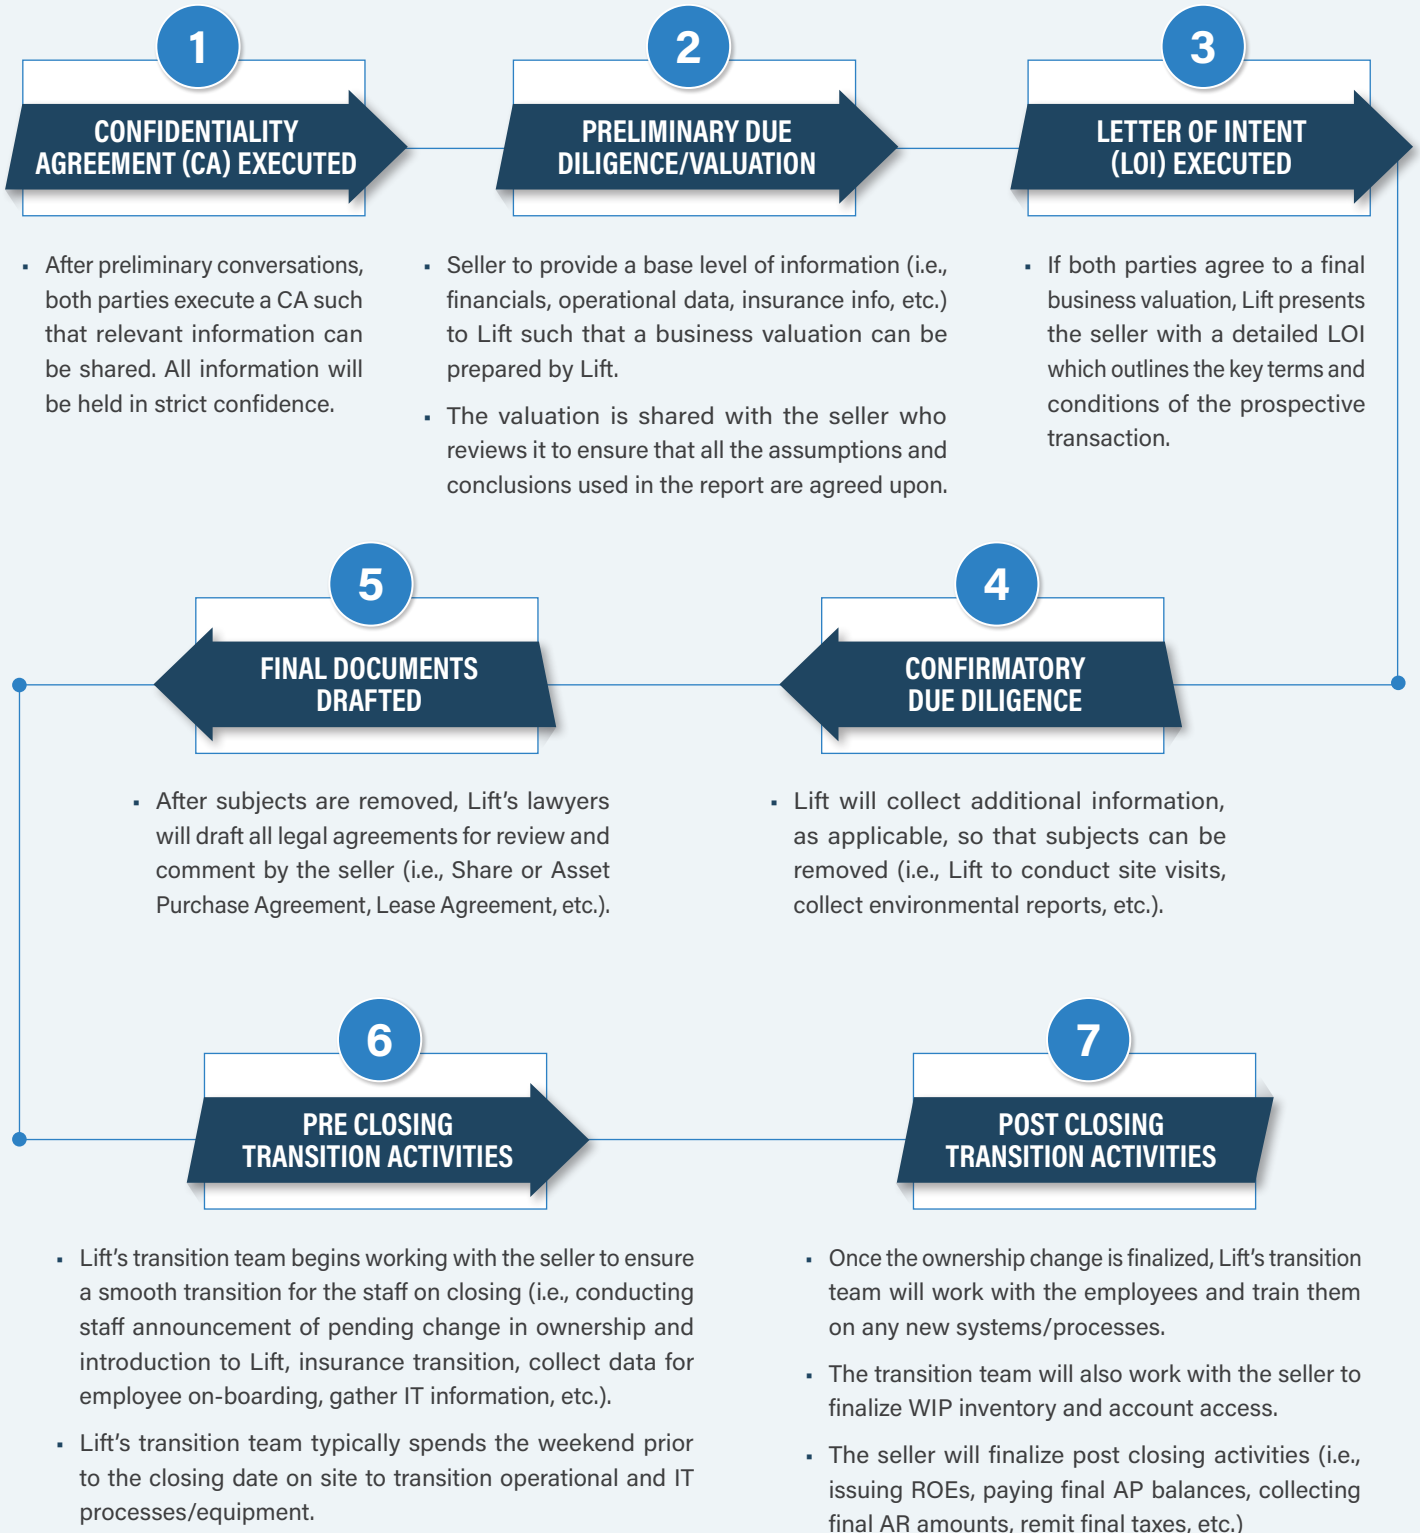 1
CONFIDENTIALITY
AGREEMENT (CA) EXECUTED
▪ After preliminary conversations,
both parties execute a CA such
that relevant information can
be shared. All information will
be held in strict confidence.
2
PRELIMINARY DUE
DILIGENCE/VALUATION
▪ Seller to provide a base level of information (i.e.,
financials, operational data, insurance info, etc.)
to Lift such that a business valuation can be
prepared by Lift.
▪ The valuation is shared with the seller who
reviews it to ensure that all the assumptions and
conclusions used in the report are agreed upon.
3
LETTER OF INTENT
(LOI) EXECUTED
▪ If both parties agree to a final
business valuation, Lift presents
the seller with a detailed LOI
which outlines the key terms and
conditions of the prospective
transaction.
4
CONFIRMATORY
DUE DILIGENCE
▪ Lift will collect additional information,
as applicable, so that subjects can be
removed (i.e., Lift to conduct site visits,
collect environmental reports, etc.).
5
FINAL DOCUMENTS
DRAFTED
▪ After subjects are removed, Lift's lawyers
will draft all legal agreements for review and
comment by the seller (i.e., Share or Asset
Purchase Agreement, Lease Agreement, etc.).
6
PRE CLOSING
TRANSITION ACTIVITIES
▪ Lift's transition team begins working with the seller to ensure
a smooth transition for the staff on closing (i.e., conducting
staff announcement of pending change in ownership and
introduction to Lift, insurance transition, collect data for
employee on-boarding, gather IT information, etc.).
▪ Lift's transition team typically spends the weekend prior
to the closing date on site to transition operational and IT
processes/equipment.
7
POST CLOSING
TRANSITION ACTIVITIES
▪ Once the ownership change is finalized, Lift's transition
team will work with the employees and train them
on any new systems/processes.
▪ The transition team will also work with the seller to
finalize WIP inventory and account access.
▪ The seller will finalize post closing activities (i.e.,
issuing ROEs, paying final AP balances, collecting
final AR amounts, remit final taxes, etc.)